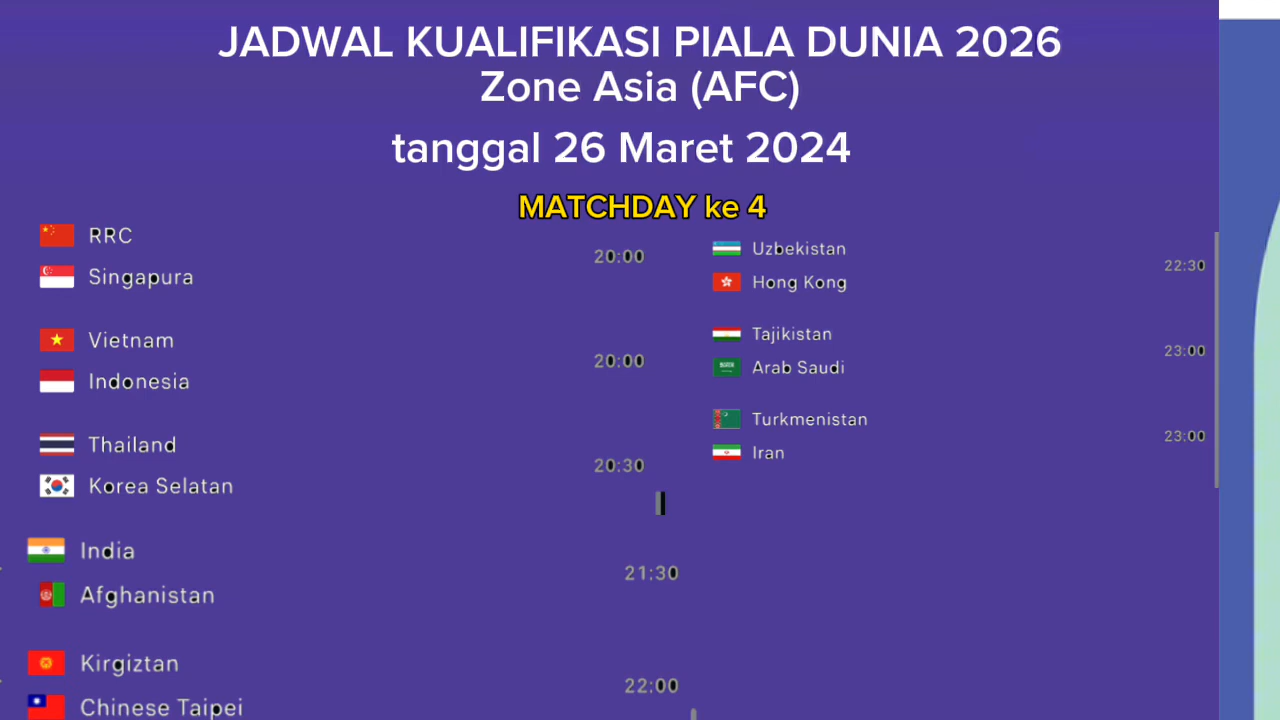 JADWAL KUALIFIKASI PIALA DUNIA 2026
Zone Asia (AFC)
tanggal 26 Maret 2024
MATCHDAY ke 4
RRC
20:00
Singapura
Vietnam
20:00
Indonesia
Thailand
20:30
Korea Selatan
India
21:30
Afghanistan
Kirgiztan
22:00
Chinese Taipei
Uzbekistan
22:30
Hong Kong
Tajikistan
23:00
Arab Saudi
Turkmenistan
23:00
Iran